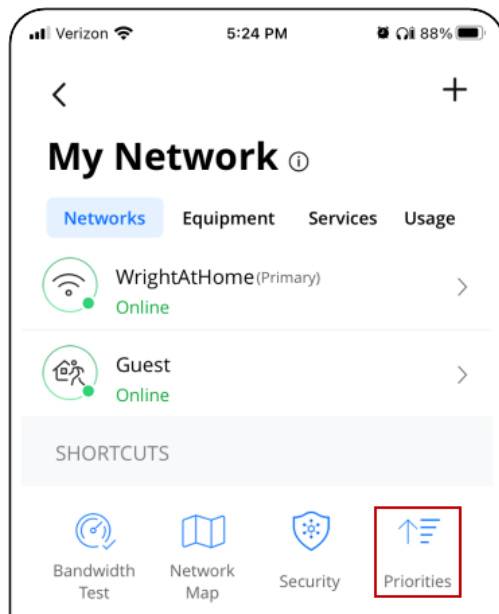 Verizon 5:24 PM 88%
My Network
Networks Equipment Services Usage
WrightAtHome (Primary)
Online
Guest
Online
SHORTCUTS
Bandwidth Network Security Priorities
Test Map